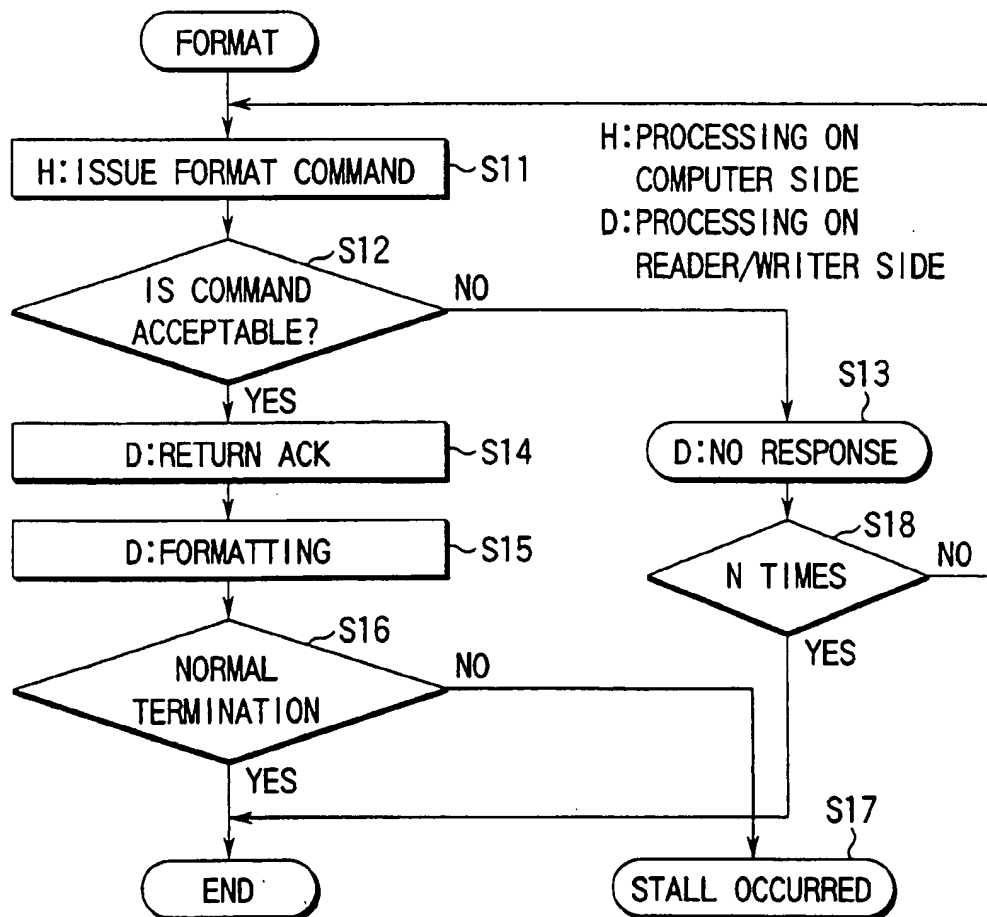 FORMAT
H:ISSUE FORMAT COMMAND
S11
H:PROCESSING ON
COMPUTER SIDE
D:PROCESSING ON
READER/WRITER SIDE
S12
IS COMMAND
ACCEPTABLE?
NO
YES
S13
D:NO RESPONSE
D:RETURN ACK
S14
D:FORMATTING
S15
S18
N TIMES
NO
YES
S16
NORMAL
TERMINATION
NO
YES
S17
END
STALL OCCURRED